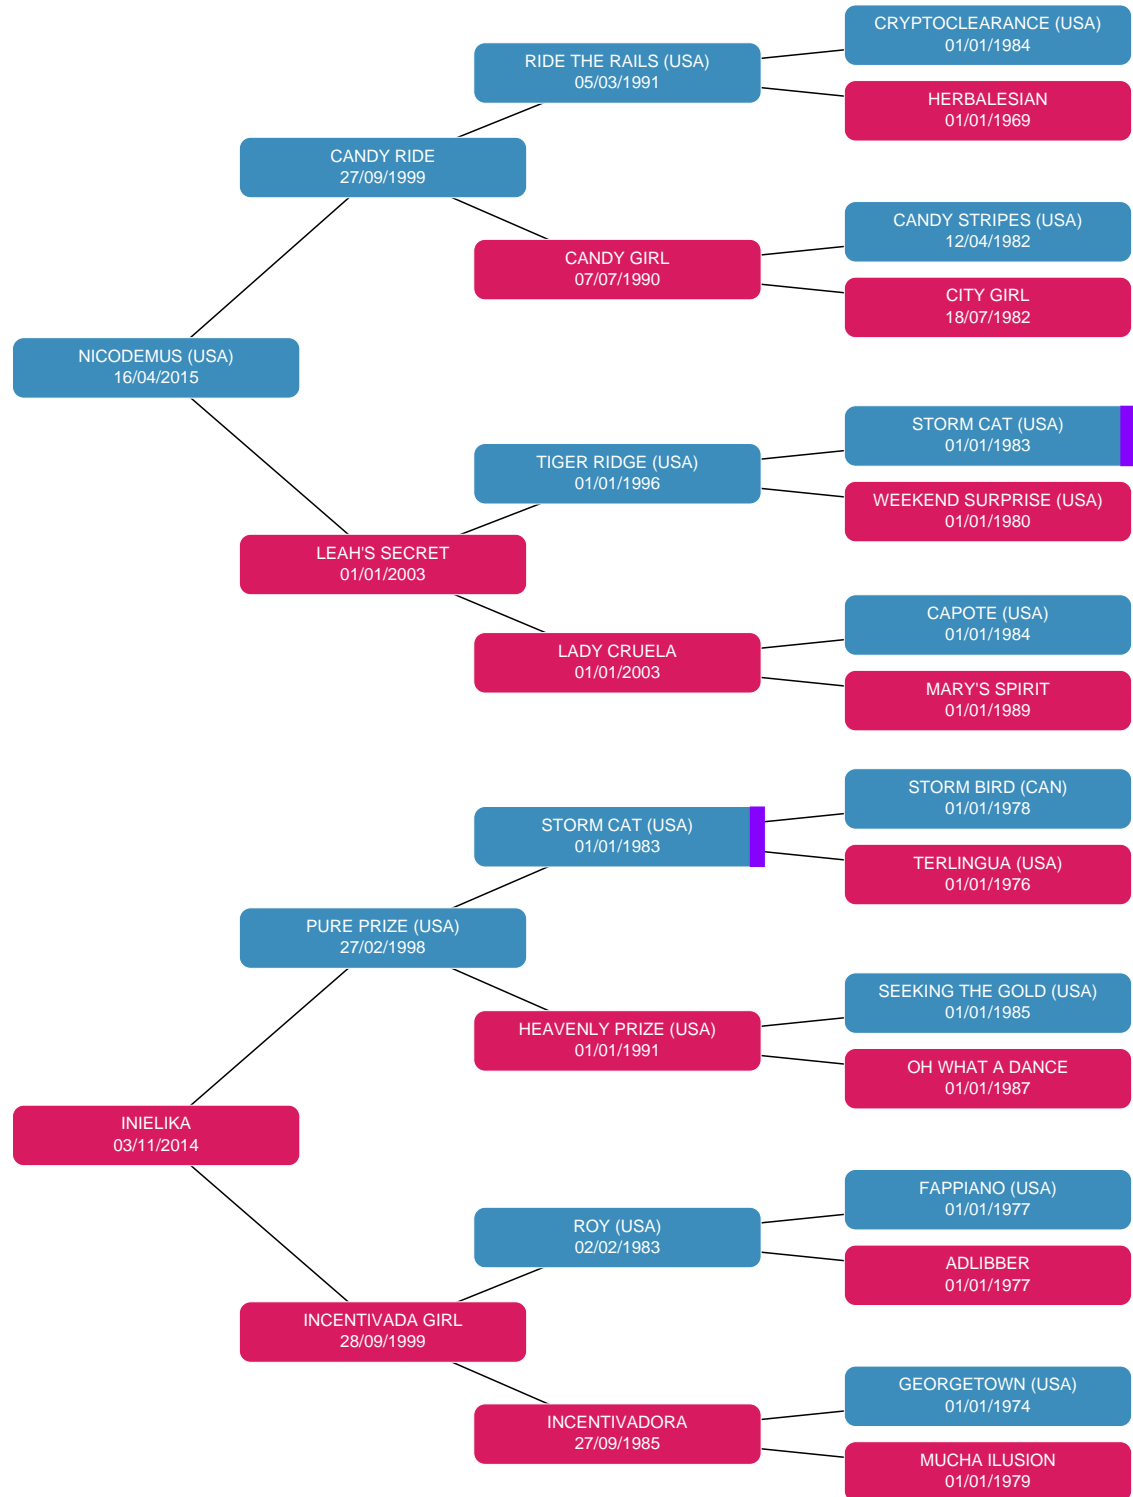 CRYPTOCLEARANCE (USA)
01/01/1984
RIDE THE RAILS (USA)
05/03/1991
HERBALESIAN
01/01/1969
CANDY RIDE
27/09/1999
CANDY STRIPES (USA)
12/04/1982
CANDY GIRL
07/07/1990
CITY GIRL
18/07/1982
NICODEMUS (USA)
16/04/2015
STORM CAT (USA)
01/01/1983
TIGER RIDGE (USA)
01/01/1996
WEEKEND SURPRISE (USA)
01/01/1980
LEAH'S SECRET
01/01/2003
CAPOTE (USA)
01/01/1984
LADY CRUELA
01/01/2003
MARY'S SPIRIT
01/01/1989
STORM BIRD (CAN)
01/01/1978
STORM CAT (USA)
01/01/1983
TERLINGUA (USA)
01/01/1976
PURE PRIZE (USA)
27/02/1998
SEEKING THE GOLD (USA)
01/01/1985
HEAVENLY PRIZE (USA)
01/01/1991
OH WHAT A DANCE
01/01/1987
INIELIKA
03/11/2014
FAPPIANO (USA)
01/01/1977
ROY (USA)
02/02/1983
ADLIBBER
01/01/1977
INCENTIVADA GIRL
28/09/1999
GEORGETOWN (USA)
01/01/1974
INCENTIVADORA
27/09/1985
MUCHA ILUSION
01/01/1979